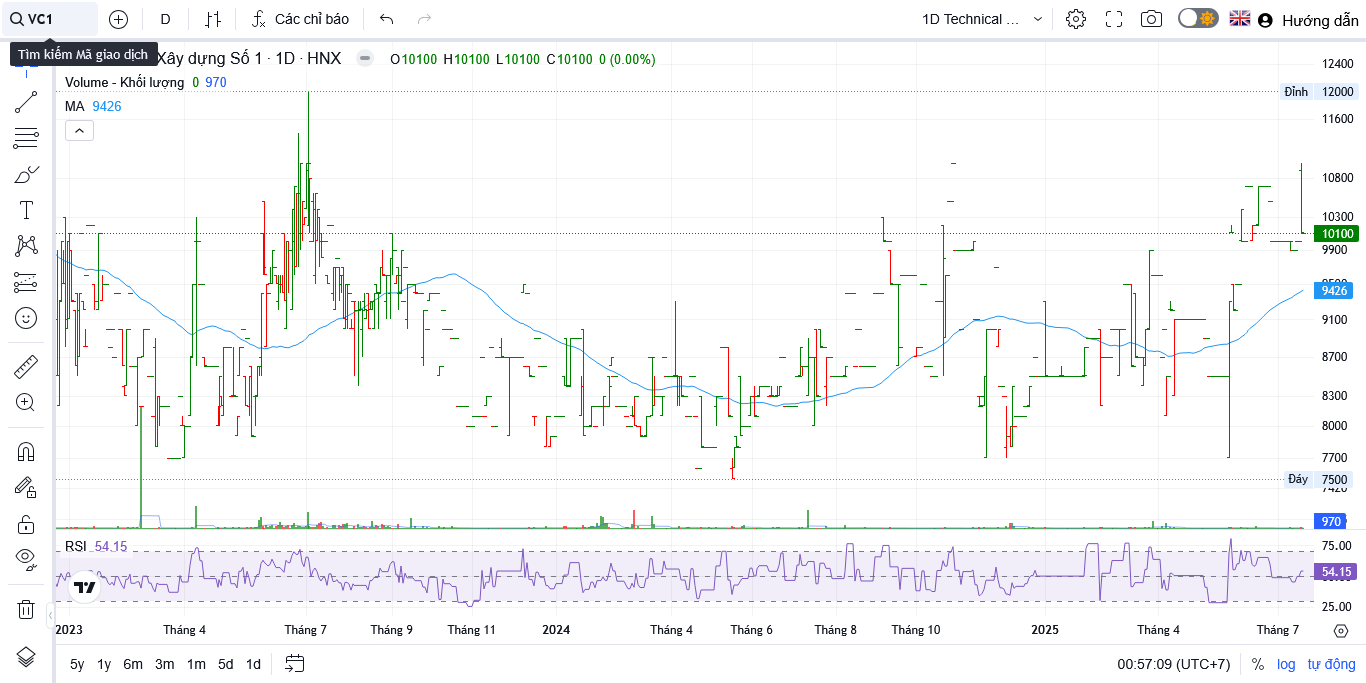 VC1
D
Các chỉ báo
1D Technical ...
Hướng dẫn
Tìm kiếm Mã giao dịch
Xây dựng Số 1 · 1D · HNX
O10100 H10100 L10100 C10100 0 (0.00%)
Volume - Khối lượng 0 970
MA 9426
12400
Đỉnh 12000
11600
10800
10300
10100
9900
9426
9100
8700
8300
8000
7700
Đáy 7500
7420
970
RSI 54.15
75.00
54.15
25.00
2023 Tháng 4 Tháng 7 Tháng 9 Tháng 11 2024 Tháng 4 Tháng 6 Tháng 8 Tháng 10 2025 Tháng 4 Tháng 7
5y 1y 6m 3m 1m 5d 1d
00:57:09 (UTC+7) % log tự động